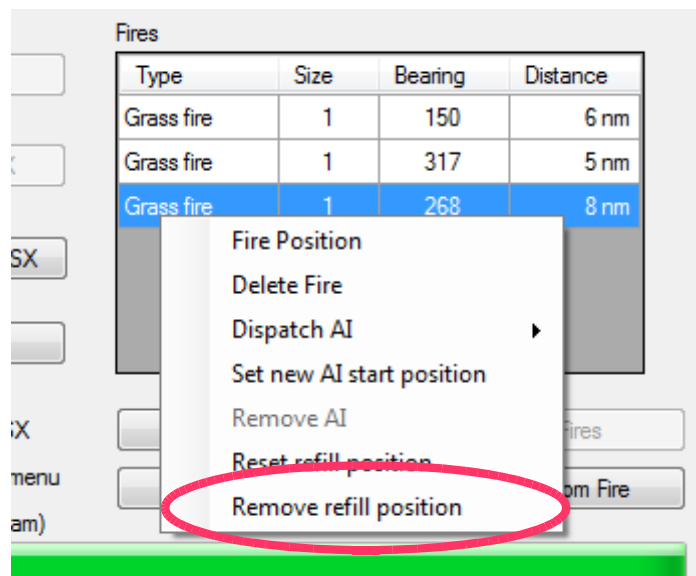 Fires
Type Size Bearing Distance
Grass fire 1 150 6 nm
Grass fire 1 317 5 nm
Grass fire 1 268 8 nm
SX
Fire Position
Delete Fire
Dispatch AI
Set new AI start position
Remove AI
Reset refill position
Remove refill position
SX
Fires
menu
om Fire
am)